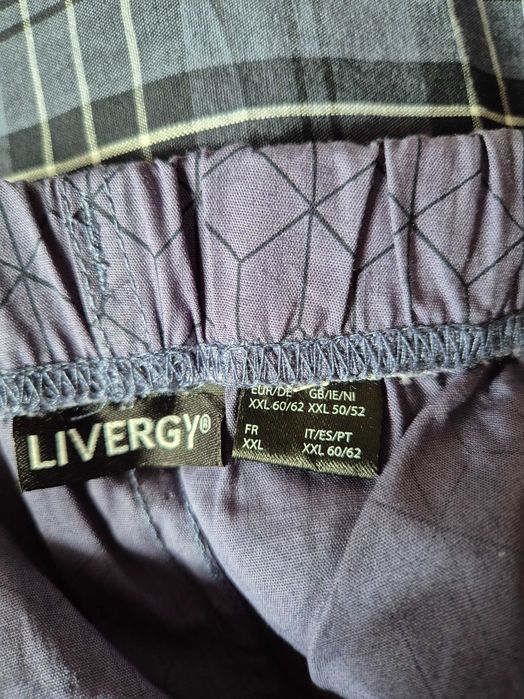 LIVERGY®
EUR/DE GB/IE/NI
XXL 60/62 XXL 50/52
FR IT/ES/PT
XXL XXL 60/62